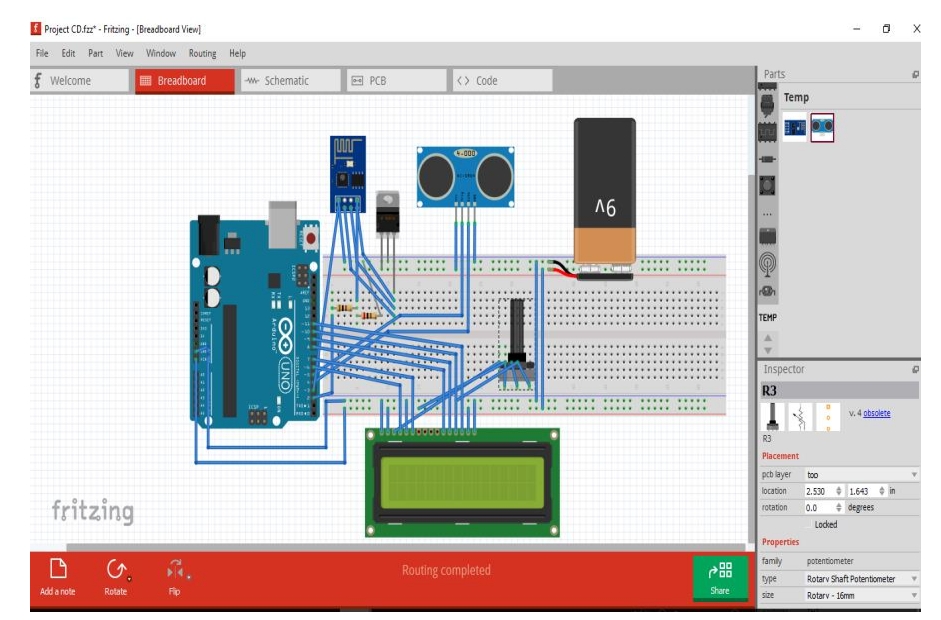 Project CD.fzz* - Fritzing - [Breadboard View]
File Edit Part View Window Routing Help
Welcome
Breadboard
Schematic
PCB
<> Code
Parts
Temp
TEMP
9V
Arduino
UNO
ICSP
fritzing
Inspector
R3
v. 4 obsolete
R3
Placement
pcb layer top
location 2.530 1.643 in
rotation 0.0 degrees
Locked
Properties
family potentiometer
type Rotary Shaft Potentiometer
size Rotary - 16mm
Add a note
Rotate
Flip
Routing completed
Share